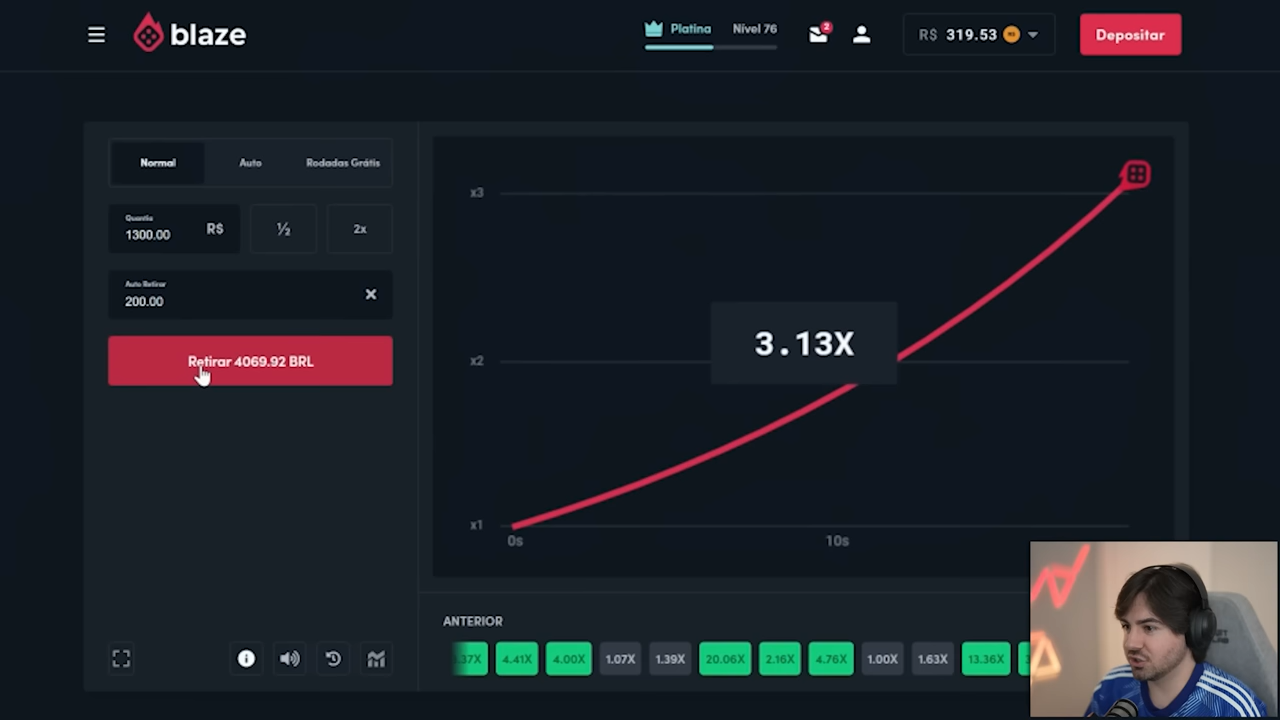 blaze
Platina Nível 76
2
R$ 319.53
Depositar
Normal Auto Rodadas Grátis
Quantia
1300.00 R$ ½ 2x
Auto Retirar
200.00
Retirar 4069.92 BRL
x3
x2
x1
3.13X
0s 10s
ANTERIOR
.37X 4.41X 4.00X 1.07X 1.39X 20.06X 2.16X 4.76X 1.00X 1.63X 13.36X